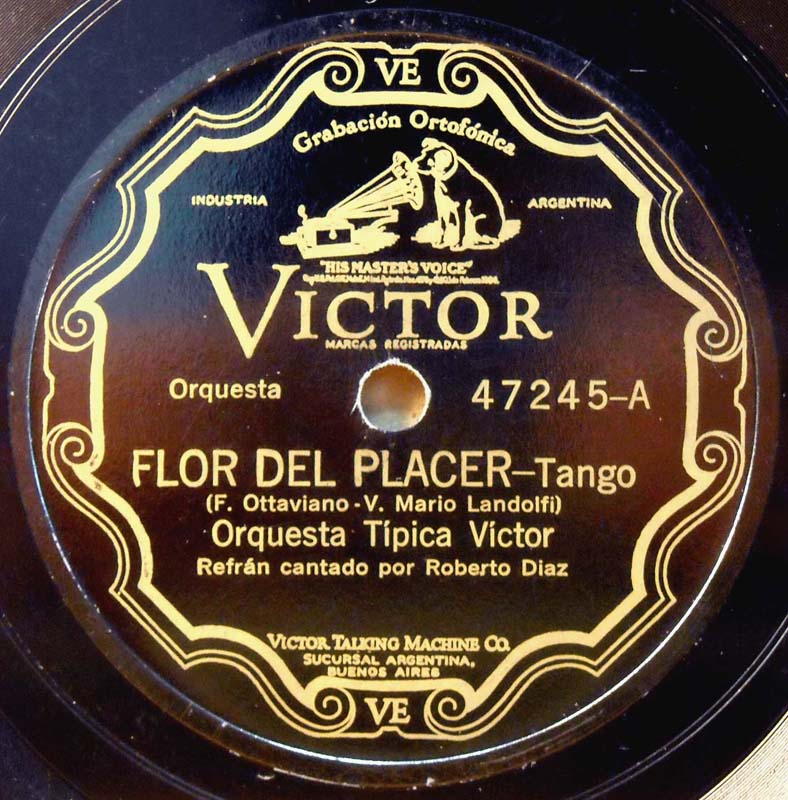 VE
Grabación Ortofónica
INDUSTRIA
ARGENTINA
"HIS MASTER'S VOICE"
VICTOR
MARCAS REGISTRADAS
Orquesta
47245-A
FLOR DEL PLACER-Tango
(F. Ottaviano - V. Mario Landolfi)
Orquesta Típica Víctor
Refrán cantado por Roberto Diaz
VICTOR TALKING MACHINE CO.
SUCURSAL ARGENTINA,
BUENOS AIRES
VE